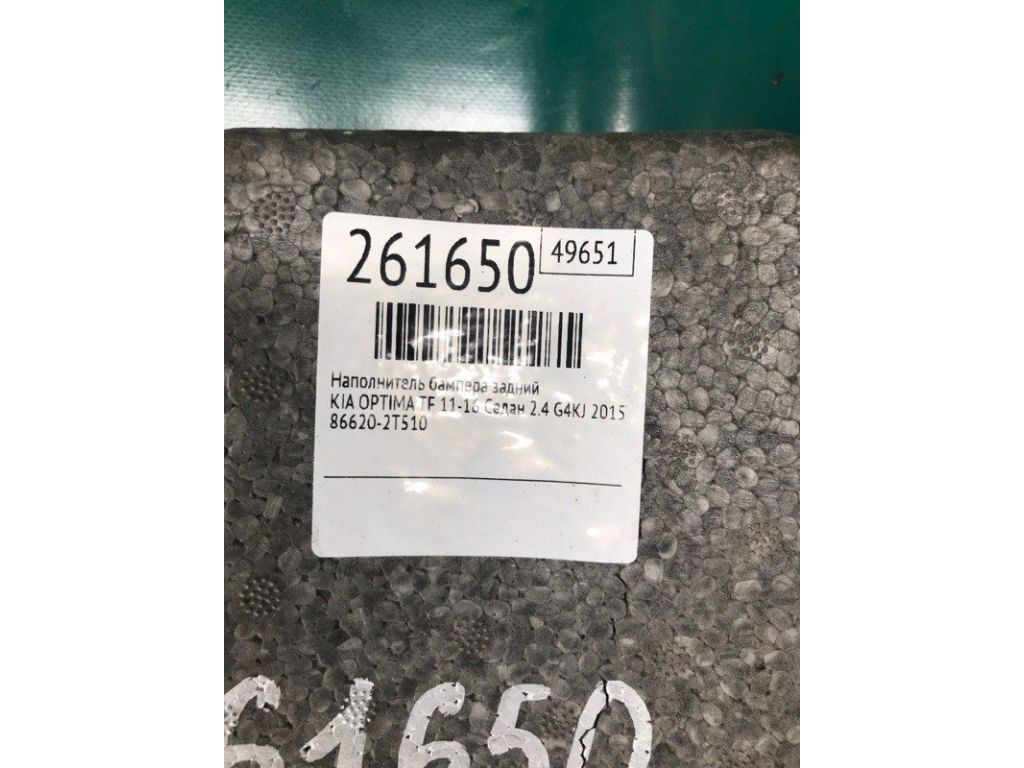 261650
49651
Наполнитель бампера задний
KIA OPTIMA TF 11-16 Седан 2.4 G4KJ 2015
86620-2T510
61650